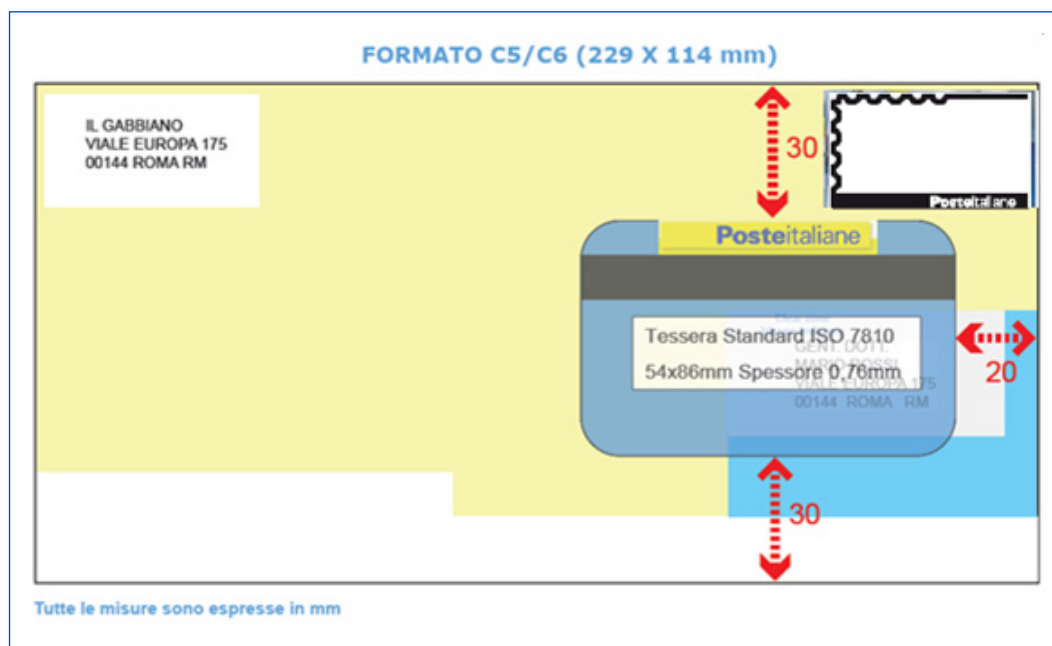 FORMATO C5/C6 (229 X 114 mm)
IL GABBIANO
VIALE EUROPA 175
00144 ROMA RM
30
Posteitaliane
Posteitaliane
Tessera Standard ISO 7810
54x86mm Spessore 0,76mm
GENT. DOTT.
MARIO ROSSI
VIALE EUROPA 175
00144 ROMA RM
20
30
Tutte le misure sono espresse in mm